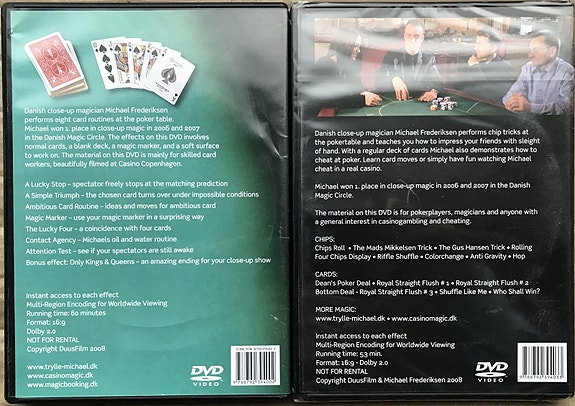 Danish close-up magician Michael Frederiksen
performs eight card routines at the poker table.
Michael won 1. place in close-up magic in 2006 and 2007
in the Danish Magic Circle. The effects on this DVD involves
normal cards, a blank deck, a magic marker, and a soft surface
to work on. The material on this DVD is mainly for skilled card
workers, beautifully filmed at Casino Copenhagen.
A Lucky Stop – spectator freely stops at the matching prediction
A Simple Triumph – the chosen card turns over under impossible conditions
Ambitious Card Routine – ideas and moves for ambitious card
Magic Marker – use your magic marker in a surprising way
The Lucky Four – a coincidence with four cards
Contact Agency – Michaels oil and water routine
Attention Test – see if your spectators are still awake
Bonus effect: Only Kings & Queens – an amazing ending for your close-up show
Instant access to each effect
Multi-Region Encoding for Worldwide Viewing
Running time: 60 minutes
Format: 16:9
Dolby 2.0
NOT FOR RENTAL
Copyright DuusFilm 2008
www.trylle-michael.dk
www.casinomagic.dk
www.magicbooking.dk
DVD
VIDEO
Danish close-up magician Michael Frederiksen performs chip tricks at
the pokertable and teaches you how to impress your friends with sleight
of hand. With a regular deck of cards Michael also demonstrates how to
cheat at poker. Learn card moves or simply have fun watching Michael
cheat in a real casino.
Michael won 1. place in close-up magic in 2006 and 2007 in the Danish
Magic Circle.
The material on this DVD is for pokerplayers, magicians and anyone with
a general interest in casinogambling and cheating.
CHIPS:
Chips Roll • The Mads Mikkelsen Trick • The Gus Hansen Trick • Rolling
Four Chips Display • Riffle Shuffle • Colorchange • Anti Gravity • Hop
CARDS:
Dean's Poker Deal • Royal Straight Flush # 1 • Royal Straight Flush # 2
Bottom Deal - Royal Straight Flush # 3 • Shuffle Like Me • Who Shall Win?
MORE MAGIC:
www.trylle-michael.dk • www.casinomagic.dk
Instant access to each effect
Multi-Region Encoding for Worldwide Viewing
Running time: 53 min.
Format: 16:9 • Dolby 2.0
NOT FOR RENTAL
Copyright DuusFilm & Michael Frederiksen 2008
DVD
VIDEO